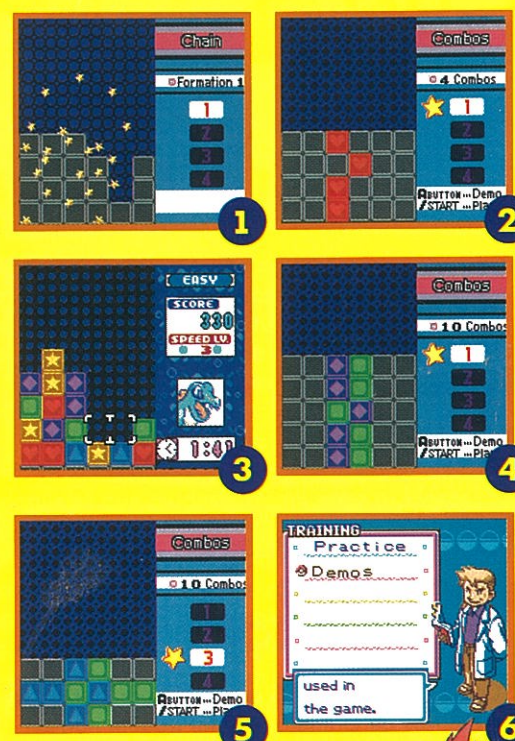 Chain
Formation 1
1
2
3
4
1
Combos
4 Combos
1
2
3
4
A BUTTON...Demo
/START...Pla
2
EASY
SCORE
330
SPEED LV.
3
1:41
3
Combos
10 Combos
1
2
3
4
A BUTTON...Demo
/START...Pla
4
Combos
10 Combos
1
2
3
4
A BUTTON...Demo
/START...Pla
5
TRAINING
Practice
Demos
used in
the game.
6